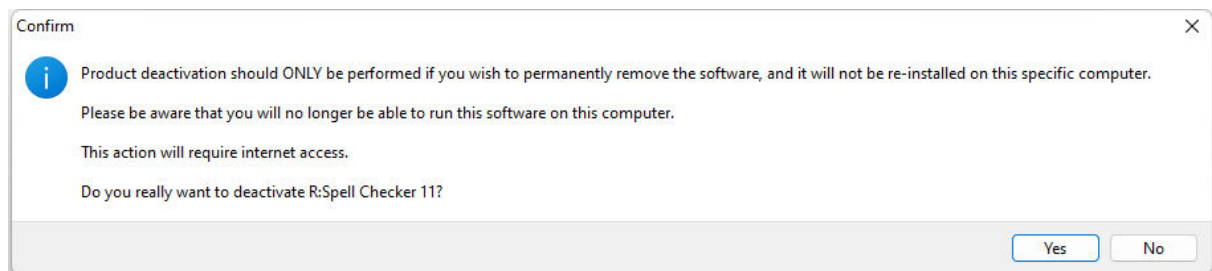 Confirm
Product deactivation should ONLY be performed if you wish to permanently remove the software, and it will not be re-installed on this specific computer.
Please be aware that you will no longer be able to run this software on this computer.
This action will require internet access.
Do you really want to deactivate R:Spell Checker 11?
Yes No